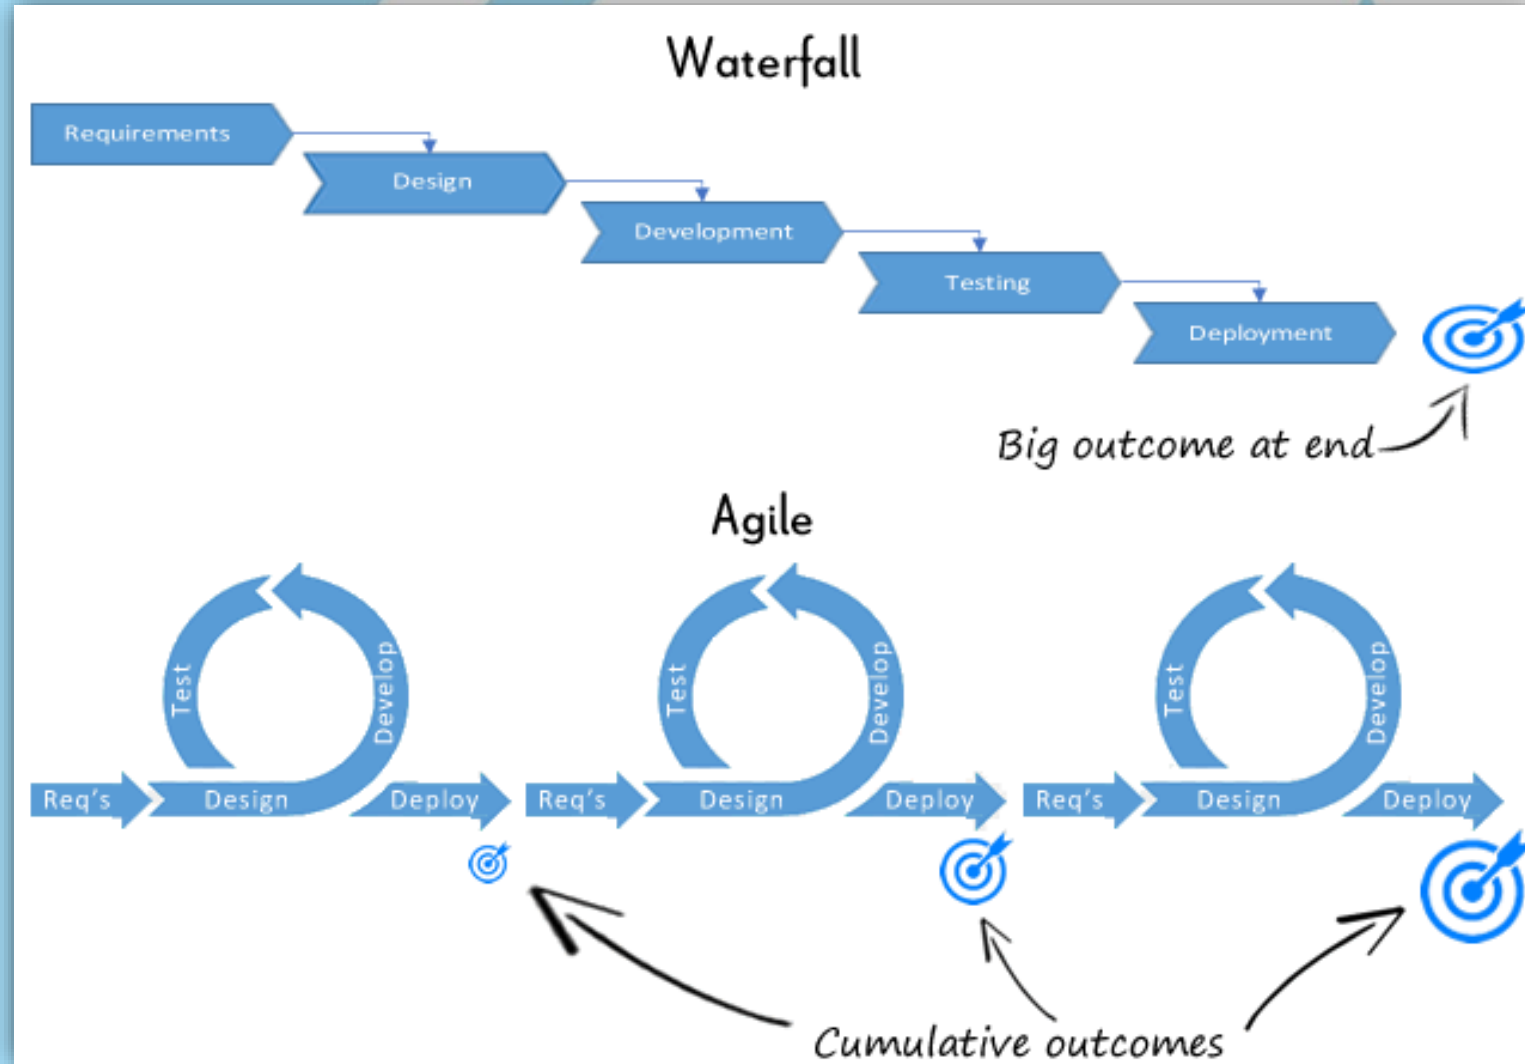 Waterfall
Requirements
Design
Development
Testing
Deployment
Big outcome at end
Agile
Test
Develop
Req's
Design
Deploy
Test
Develop
Req's
Design
Deploy
Test
Develop
Req's
Design
Deploy
Cumulative outcomes